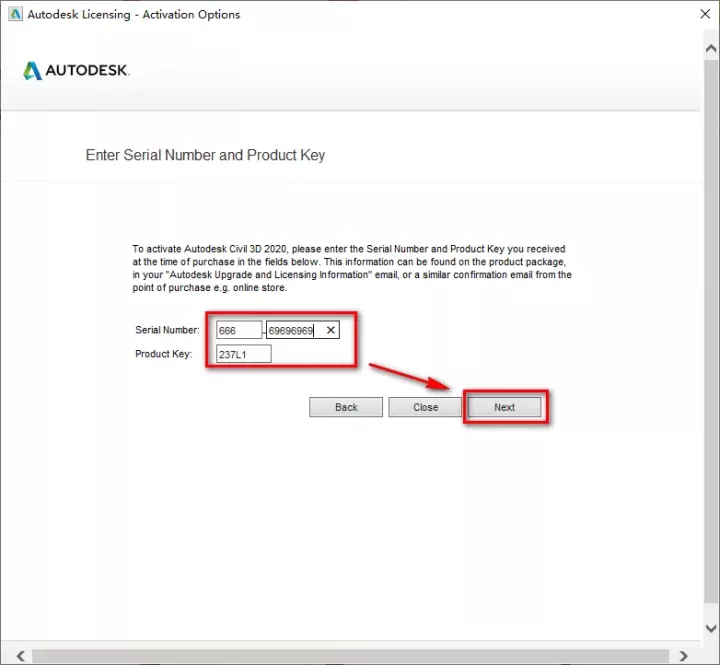 Autodesk Licensing - Activation Options
AUTODESK.
Enter Serial Number and Product Key
To activate Autodesk Civil 3D 2020, please enter the Serial Number and Product Key you received
at the time of purchase in the fields below. This information can be found on the product package,
in your "Autodesk Upgrade and Licensing Information" email, or a similar confirmation email from the
point of purchase e.g. online store.
Serial Number: 666 - 69696969
Product Key: 237L1
Back Close Next